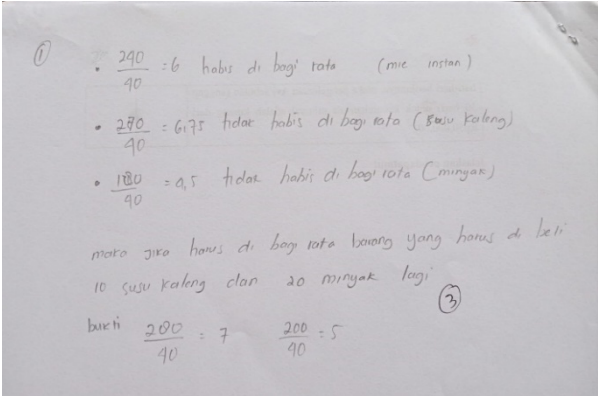 ①
• 240/40 = 6 habis di bagi rata (mie instan)
• 270/40 = 6,75 tidak habis di bagi rata (susu kaleng)
• 180/40 = 4,5 tidak habis di bagi rata (minyak)
maka jika harus di bagi rata barang yang harus di beli
10 susu kaleng dan 20 minyak lagi
③
bukti 280/40 = 7 200/40 = 5